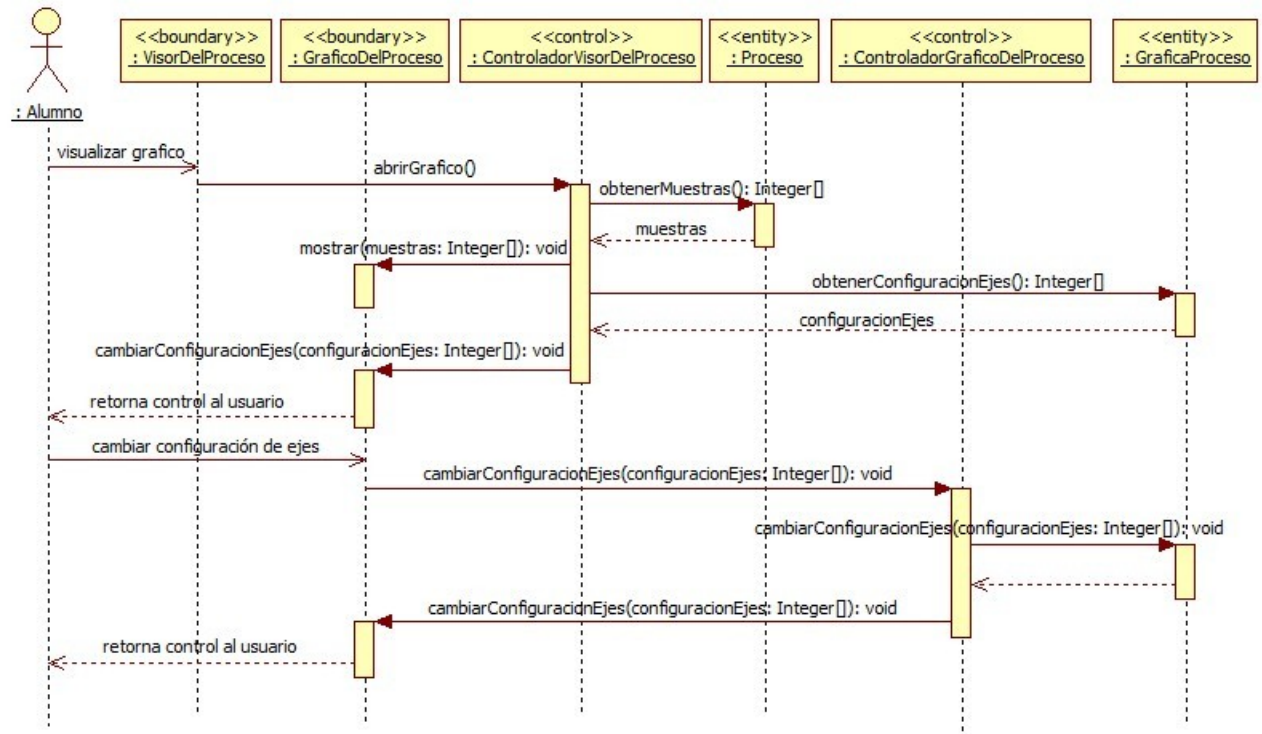 <<boundary>>
: VisorDelProceso
<<boundary>>
: GraficoDelProceso
<<control>>
: ControladorVisorDelProceso
<<entity>>
: Proceso
<<control>>
: ControladorGraficoDelProceso
<<entity>>
: GraficaProceso
: Alumno
visualizar grafico
abrirGrafico()
obtenerMuestras(): Integer[]
muestras
mostrar(muestras: Integer[]): void
obtenerConfiguracionEjes(): Integer[]
configuracionEjes
cambiarConfiguracionEjes(configuracionEjes: Integer[]): void
retorna control al usuario
cambiar configuración de ejes
cambiarConfiguracionEjes(configuracionEjes: Integer[]): void
cambiarConfiguracionEjes(configuracionEjes: Integer[]): void
cambiarConfiguracionEjes(configuracionEjes: Integer[]): void
retorna control al usuario